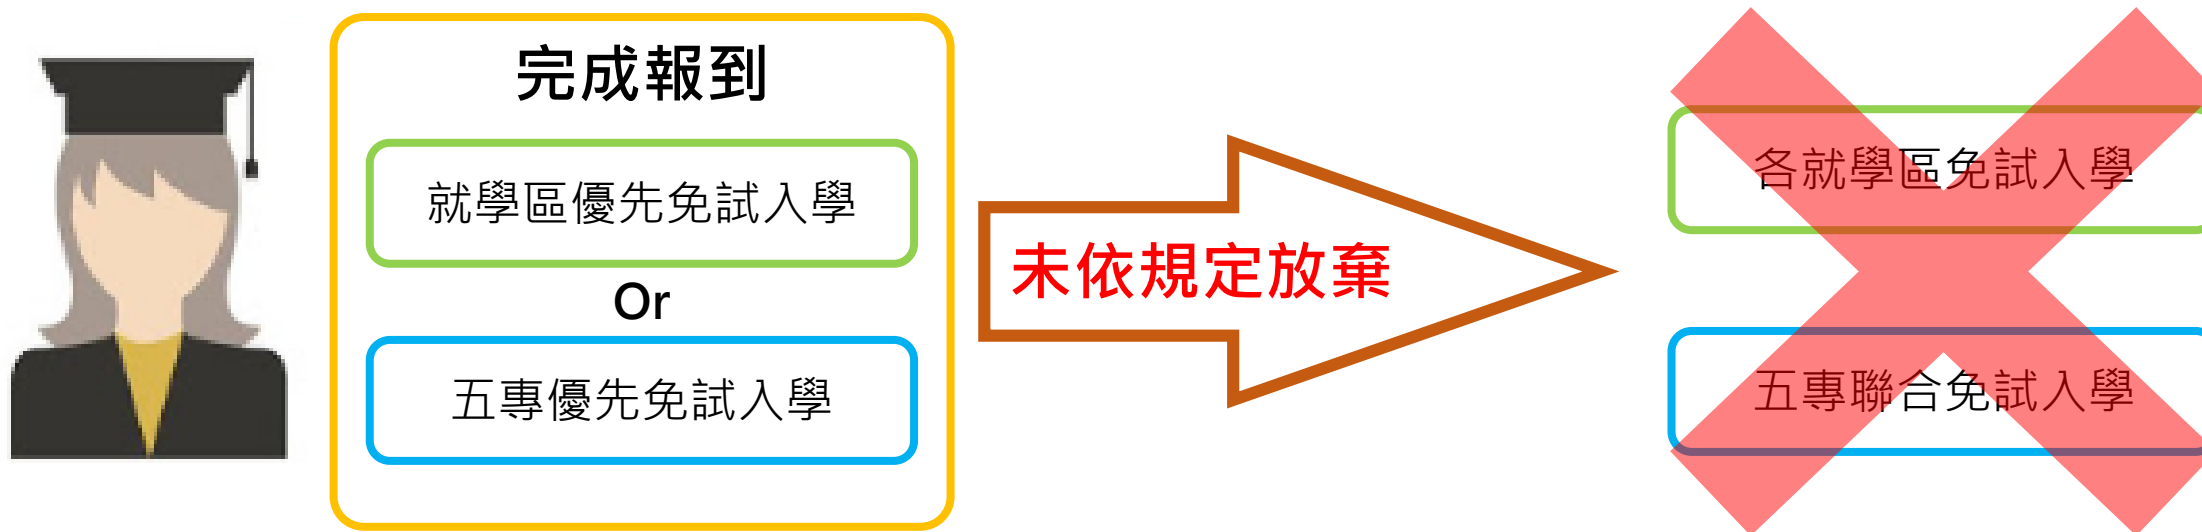 完成報到
就學區優先免試入學
Or
五專優先免試入學
未依規定放棄
各就學區免試入學
五專聯合免試入學